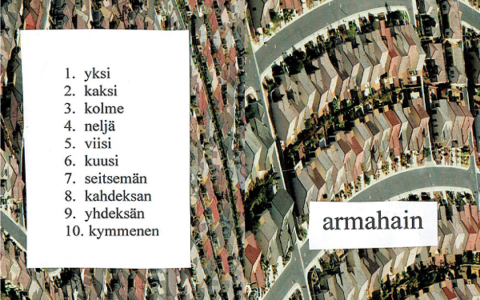 1. yksi
2. kaksi
3. kolme
4. neljä
5. viisi
6. kuusi
7. seitsemän
8. kahdeksan
9. yhdeksän
10. kymmenen
armahain